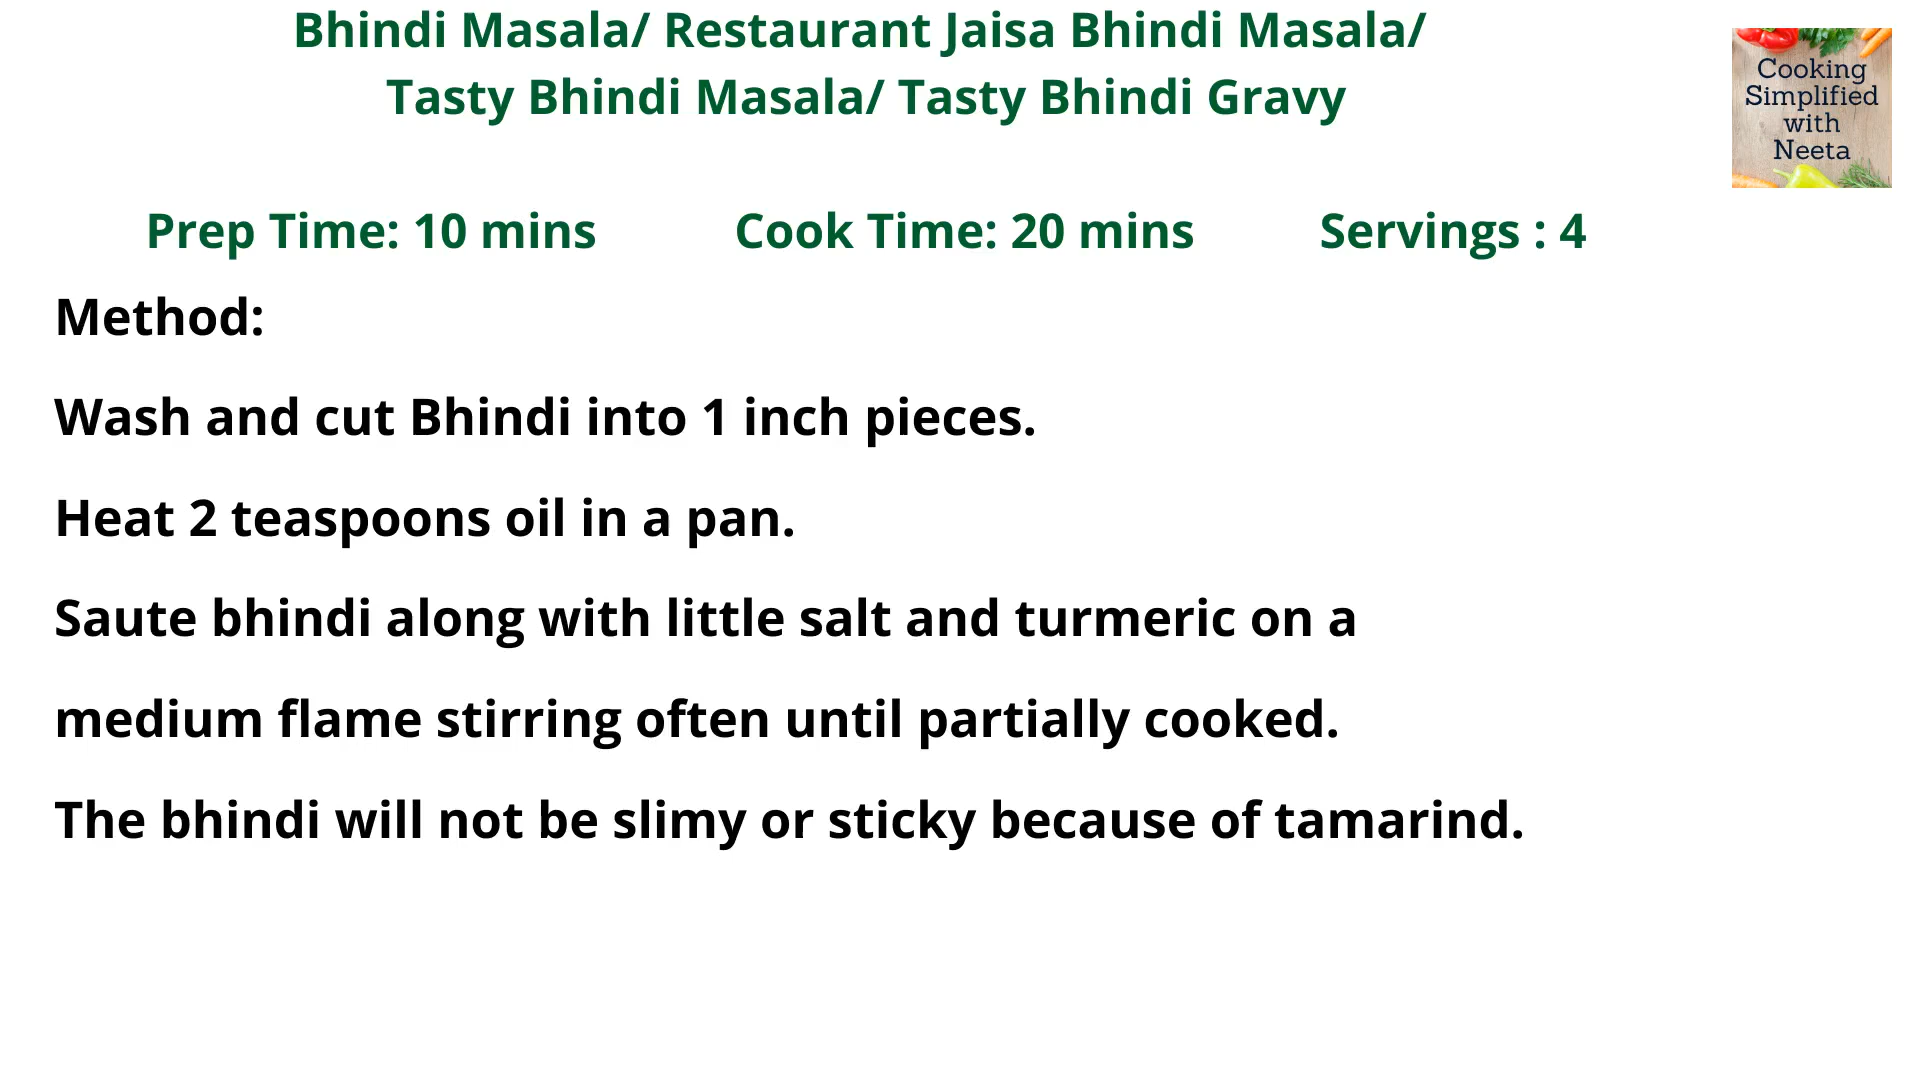 Bhindi Masala/ Restaurant Jaisa Bhindi Masala/
Tasty Bhindi Masala/ Tasty Bhindi Gravy
Cooking
Simplified
with
Neeta
Prep Time: 10 mins Cook Time: 20 mins Servings : 4
Method:
Wash and cut Bhindi into 1 inch pieces.
Heat 2 teaspoons oil in a pan.
Saute bhindi along with little salt and turmeric on a
medium flame stirring often until partially cooked.
The bhindi will not be slimy or sticky because of tamarind.